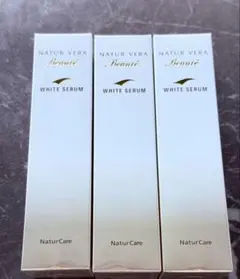 NATUR VERA NATUR VERA NATUR VERA
Beauté Beauté Beauté
WHITE SERUM WHITE SERUM WHITE SERUM
NaturCare NaturCare NaturCare